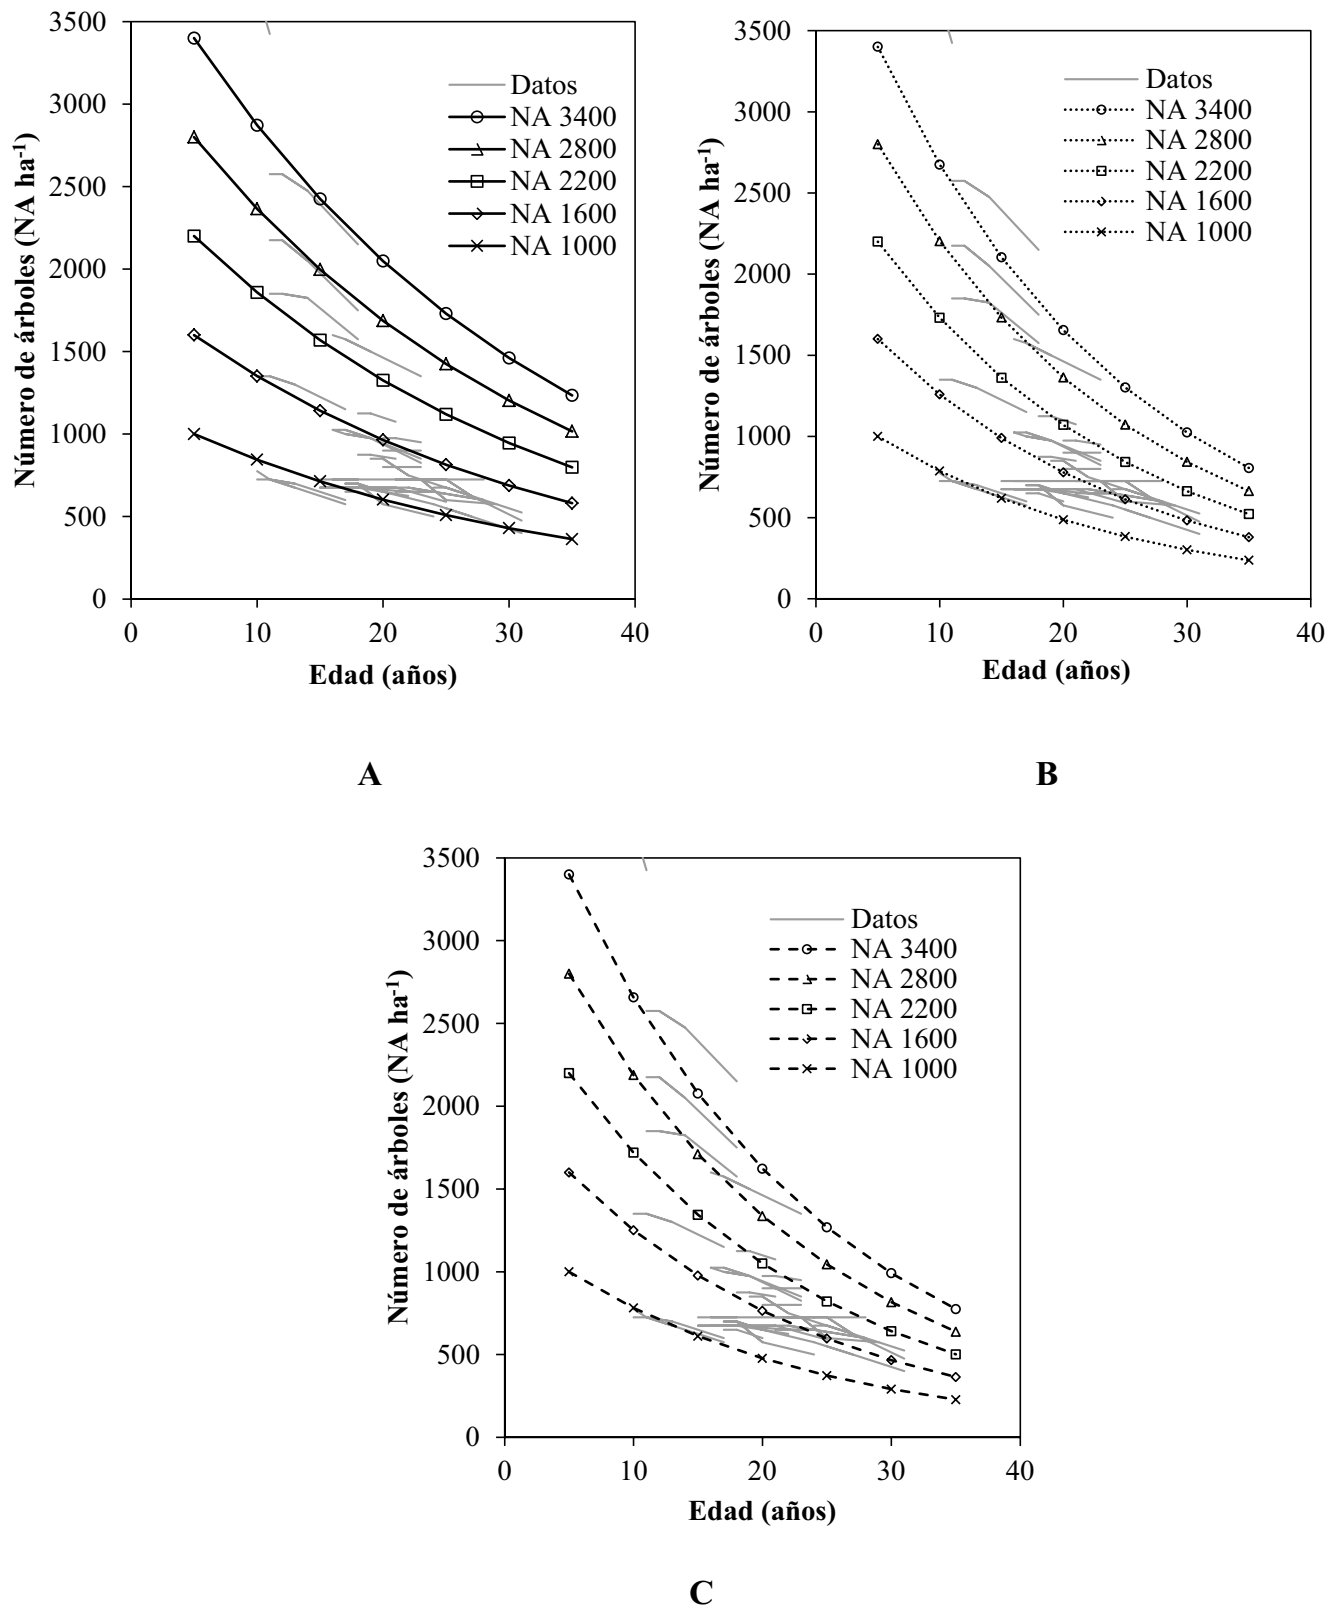 Número de árboles (NA ha⁻¹)
3500
3000
2500
2000
1500
1000
500
0
0 10 20 30 40
Edad (años)
Datos
NA 3400
NA 2800
NA 2200
NA 1600
NA 1000
A
Número de árboles (NA ha⁻¹)
3500
3000
2500
2000
1500
1000
500
0
0 10 20 30 40
Edad (años)
Datos
NA 3400
NA 2800
NA 2200
NA 1600
NA 1000
B
Número de árboles (NA ha⁻¹)
3500
3000
2500
2000
1500
1000
500
0
0 10 20 30 40
Edad (años)
Datos
NA 3400
NA 2800
NA 2200
NA 1600
NA 1000
C